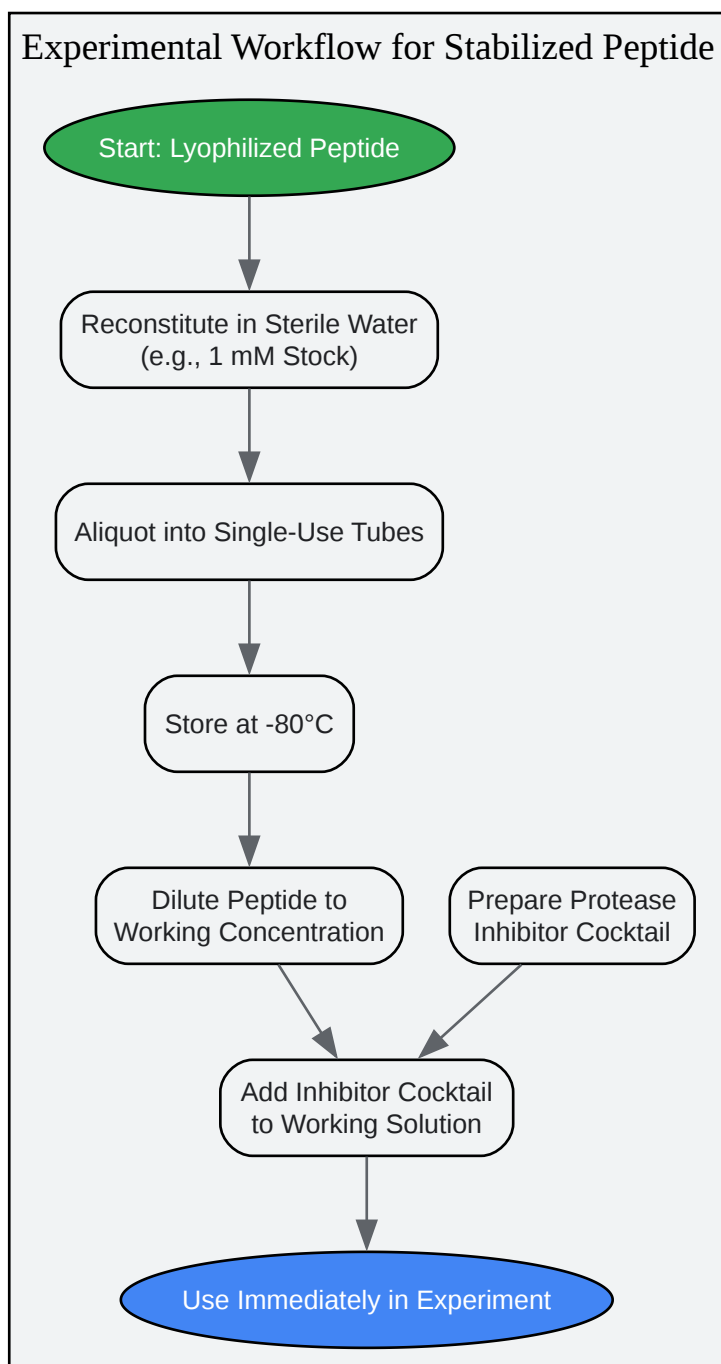 Experimental Workflow for Stabilized Peptide
Start: Lyophilized Peptide
Reconstitute in Sterile Water
(e.g., 1 mM Stock)
Aliquot into Single-Use Tubes
Store at -80°C
Dilute Peptide to
Working Concentration
Prepare Protease
Inhibitor Cocktail
Add Inhibitor Cocktail
to Working Solution
Use Immediately in Experiment